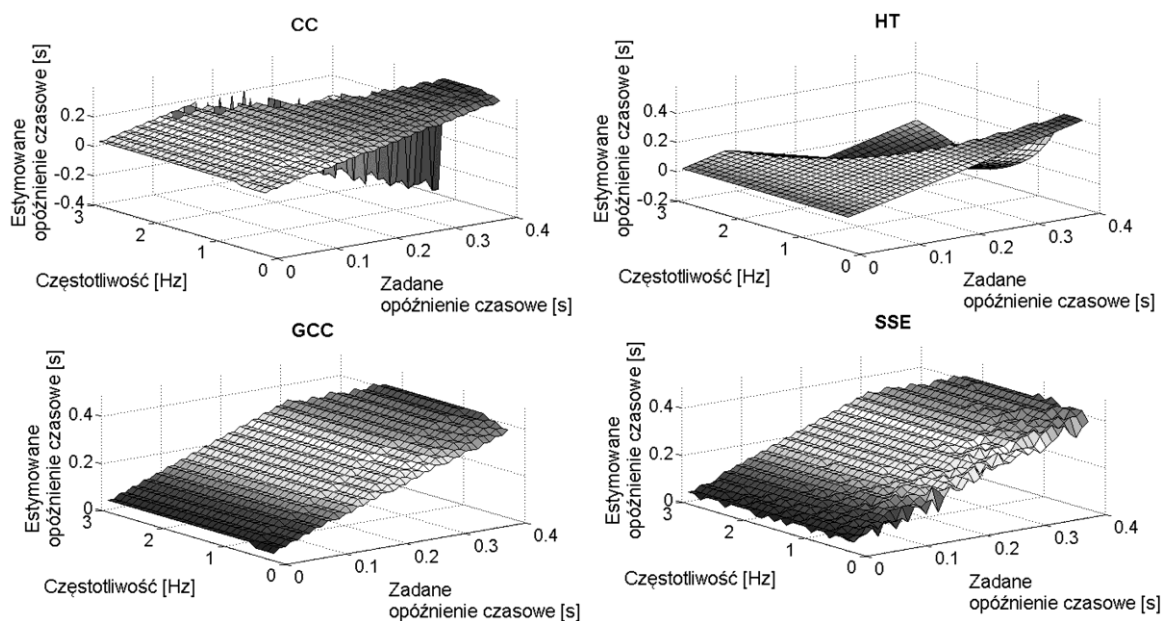 CC
Estymowane
opóźnienie czasowe [s]
0.2
0
-0.2
-0.4
3
2
1
0
0
0.1
0.2
0.3
0.4
Częstotliwość [Hz]
Zadane
opóźnienie czasowe [s]
HT
Estymowane
opóźnienie czasowe [s]
0.4
0.2
0
-0.2
3
2
1
0
0
0.1
0.2
0.3
0.4
Częstotliwość [Hz]
Zadane
opóźnienie czasowe [s]
GCC
Estymowane
opóźnienie czasowe [s]
0.4
0.2
0
3
2
1
0
0
0.1
0.2
0.3
0.4
Częstotliwość [Hz]
Zadane
opóźnienie czasowe [s]
SSE
Estymowane
opóźnienie czasowe [s]
0.4
0.2
0
3
2
1
0
0
0.1
0.2
0.3
0.4
Częstotliwość [Hz]
Zadane
opóźnienie czasowe [s]